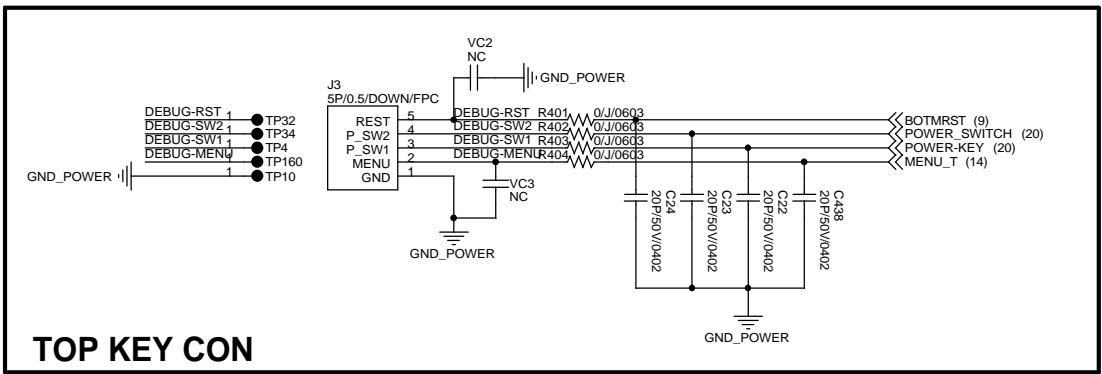 VC2
NC
GND_POWER
J3
5P/0.5/DOWN/FPC
DEBUG-RST 1 TP32
DEBUG-SW2 1 TP34
DEBUG-SW1 1 TP4
DEBUG-MENU 1 TP160
GND_POWER 1 TP10
REST 5 DEBUG-RST R401 0/J/0603 BOTMRST (9)
P_SW2 4 DEBUG-SW2 R402 0/J/0603 POWER_SWITCH (20)
P_SW1 3 DEBUG-SW1 R403 0/J/0603 POWER-KEY (20)
MENU 2 DEBUG-MENU R404 0/J/0603 MENU_T (14)
GND 1
VC3
NC
GND_POWER
C24
20P/50V/0402
C23
20P/50V/0402
C22
20P/50V/0402
C438
20P/50V/0402
GND_POWER
TOP KEY CON